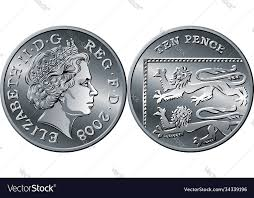 ELIZABETH·II·D·G REG·F·D·2008
TEN PENCE
VectorStock®
VectorStock.com/34339196